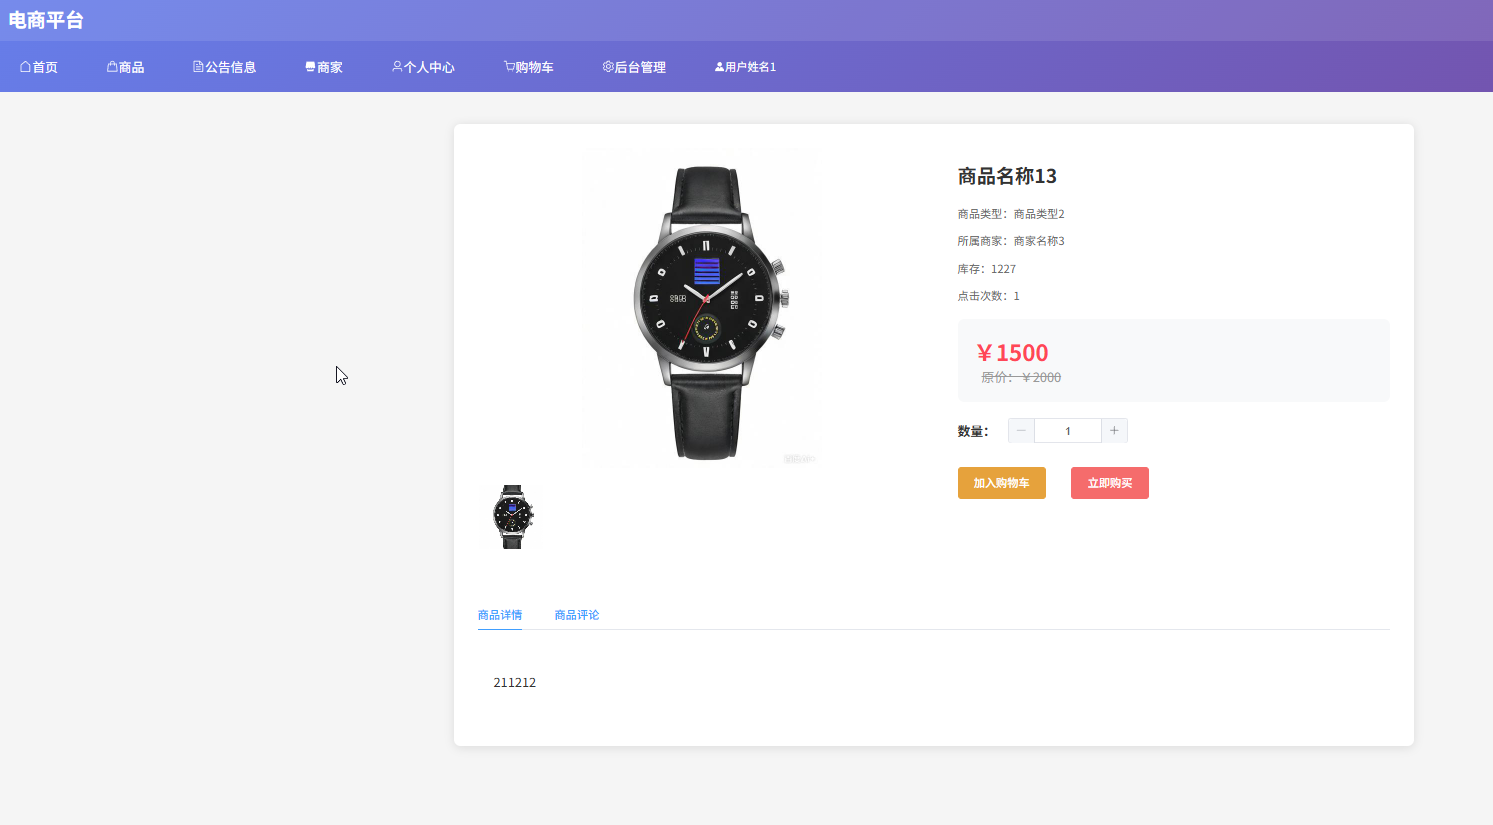 电商平台
首页 商品 公告信息 商家 个人中心 购物车 后台管理 用户姓名1
商品名称13
商品类型：商品类型2
所属商家：商家名称3
库存：1227
点击次数：1
￥1500
原价：￥2000
数量： 1
加入购物车 立即购买
商品详情 商品评论
211212